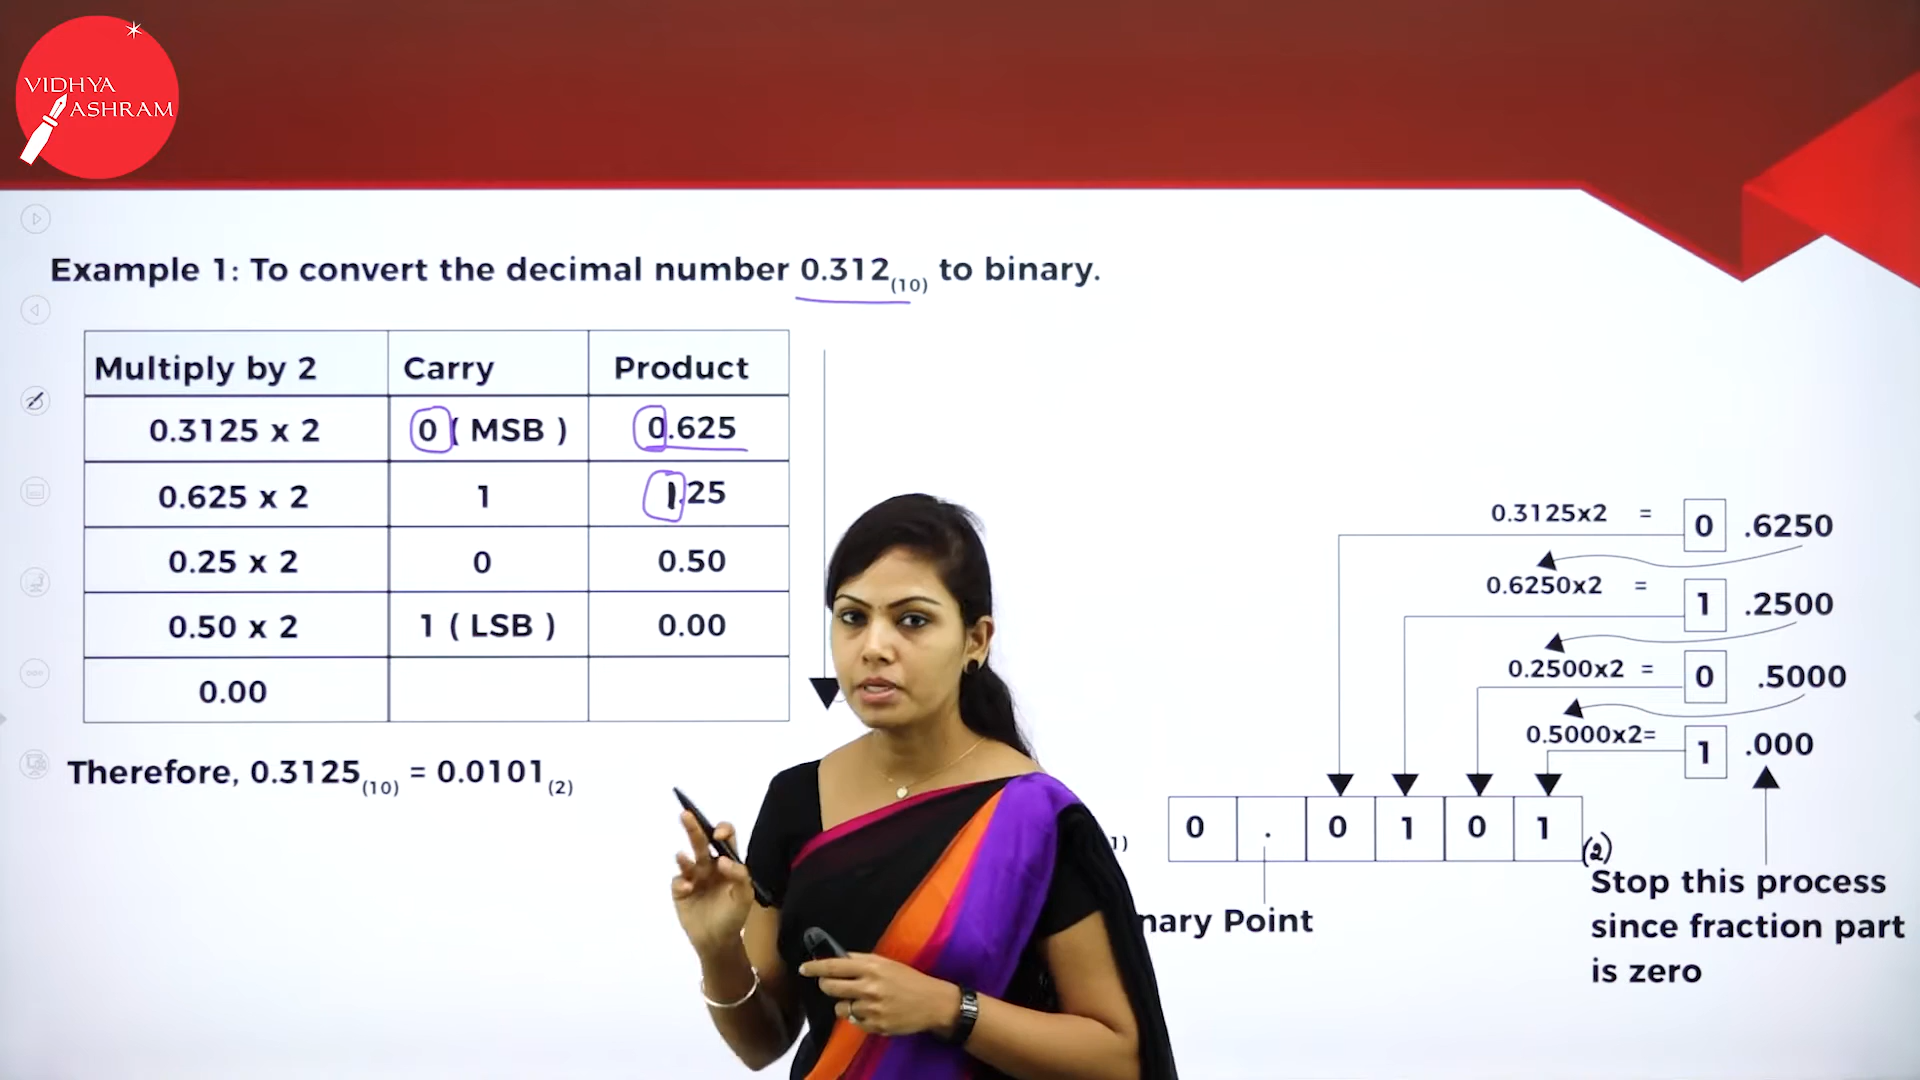 VIDHYA
ASHRAM
Example 1: To convert the decimal number 0.312(10) to binary.
Multiply by 2 Carry Product
0.3125 x 2 0 ( MSB ) 0.625
0.625 x 2 1 1.25
0.25 x 2 0 0.50
0.50 x 2 1 ( LSB ) 0.00
0.00
Therefore, 0.3125(10) = 0.0101(2)
0.3125x2 = 0 .6250
0.6250x2 = 1 .2500
0.2500x2 = 0 .5000
0.5000x2= 1 .000
0 . 0 1 0 1 (2)
Point
Stop this process
since fraction part
is zero